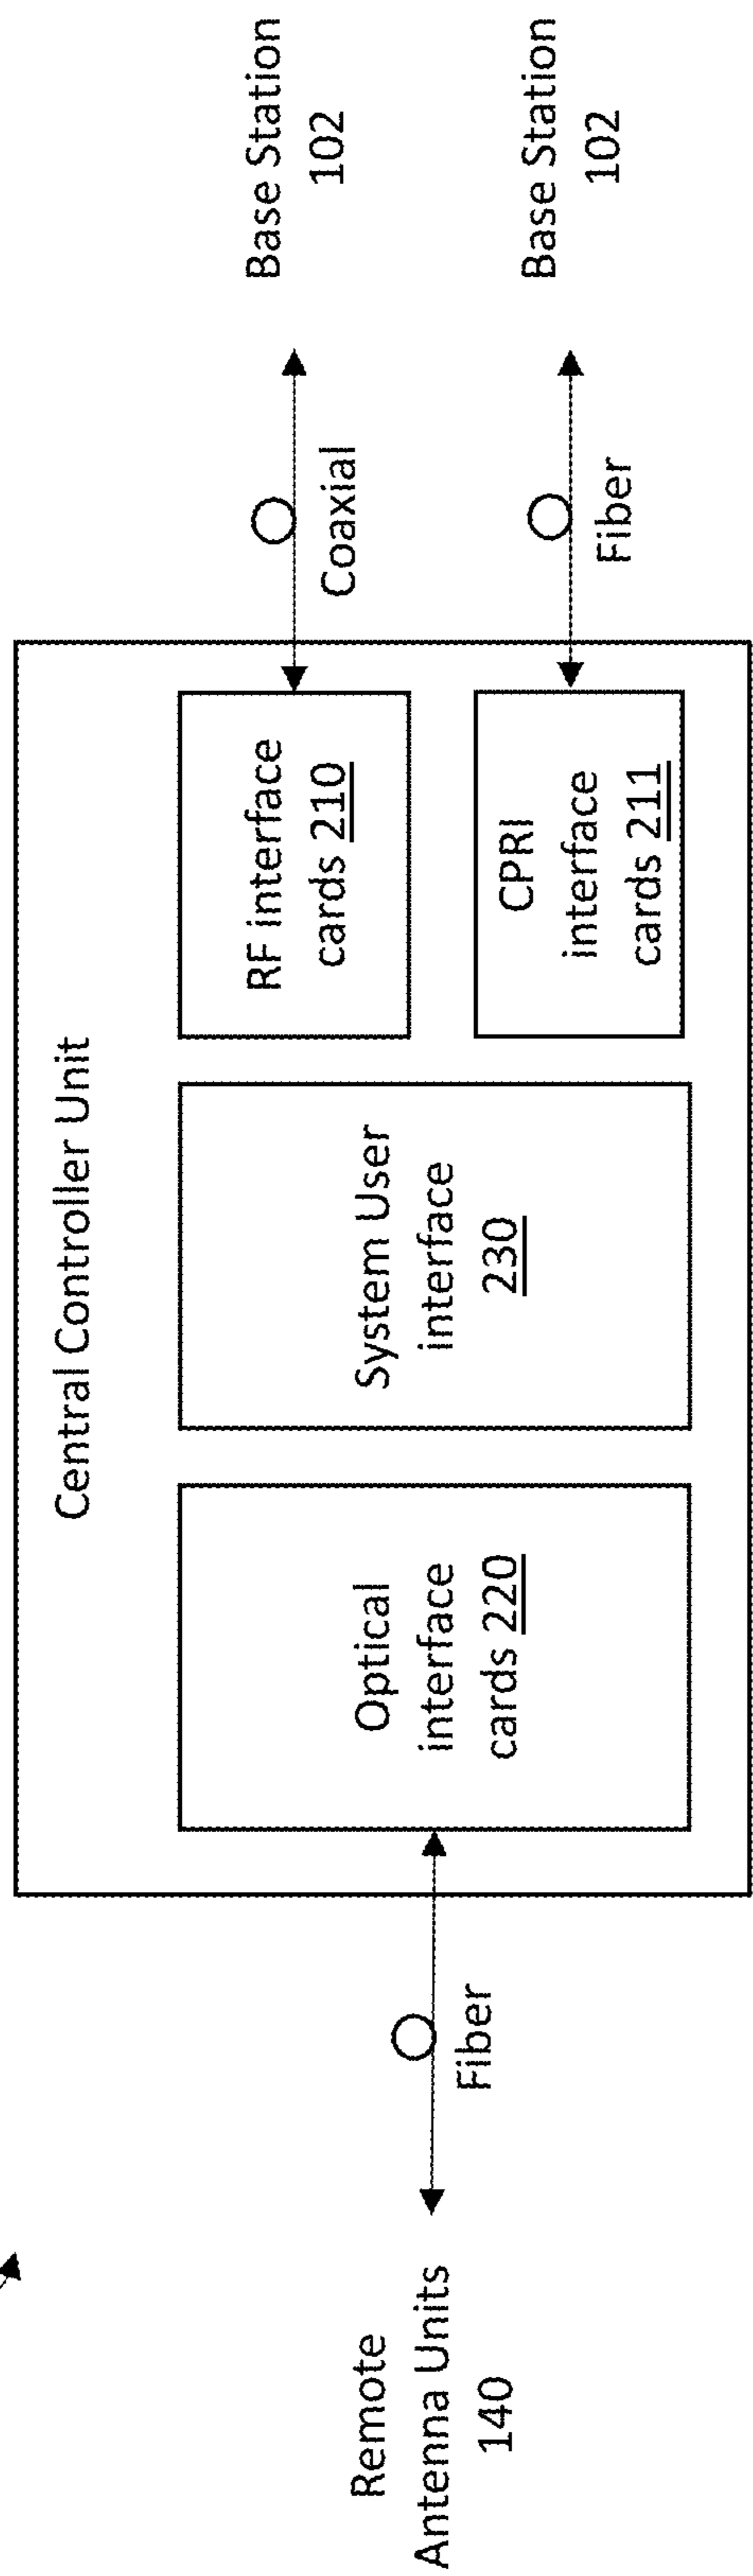 Central Controller Unit
Remote
Antenna Units
140
Fiber
Optical
interface
cards 220
System User
interface
230
RF interface
cards 210
CPRI
interface
cards 211
Coaxial
Fiber
Base Station
102
Base Station
102